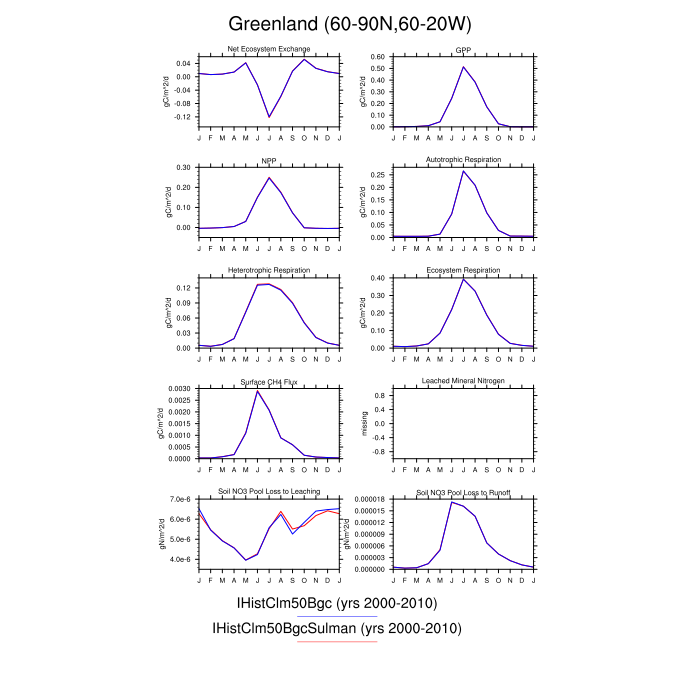 Greenland (60-90N,60-20W)
Net Ecosystem Exchange
gC/m^2/d
0.04
0.00
-0.04
-0.08
-0.12
J F M A M J J A S O N D J
GPP
gC/m^2/d
0.60
0.50
0.40
0.30
0.20
0.10
0.00
J F M A M J J A S O N D J
NPP
gC/m^2/d
0.30
0.20
0.10
0.00
J F M A M J J A S O N D J
Autotrophic Respiration
gC/m^2/d
0.25
0.20
0.15
0.10
0.05
0.00
J F M A M J J A S O N D J
Heterotrophic Respiration
gC/m^2/d
0.12
0.09
0.06
0.03
0.00
J F M A M J J A S O N D J
Ecosystem Respiration
gC/m^2/d
0.40
0.30
0.20
0.10
0.00
J F M A M J J A S O N D J
Surface CH4 Flux
gC/m^2/d
0.0030
0.0025
0.0020
0.0015
0.0010
0.0005
0.0000
J F M A M J J A S O N D J
Leached Mineral Nitrogen
missing
0.8
0.4
0.0
-0.4
-0.8
J F M A M J J A S O N D J
Soil NO3 Pool Loss to Leaching
gN/m^2/d
7.0e-6
6.0e-6
5.0e-6
4.0e-6
J F M A M J J A S O N D J
Soil NO3 Pool Loss to Runoff
gN/m^2/d
0.000018
0.000015
0.000012
0.000009
0.000006
0.000003
0.000000
J F M A M J J A S O N D J
IHistClm50Bgc (yrs 2000-2010)
IHistClm50BgcSulman (yrs 2000-2010)